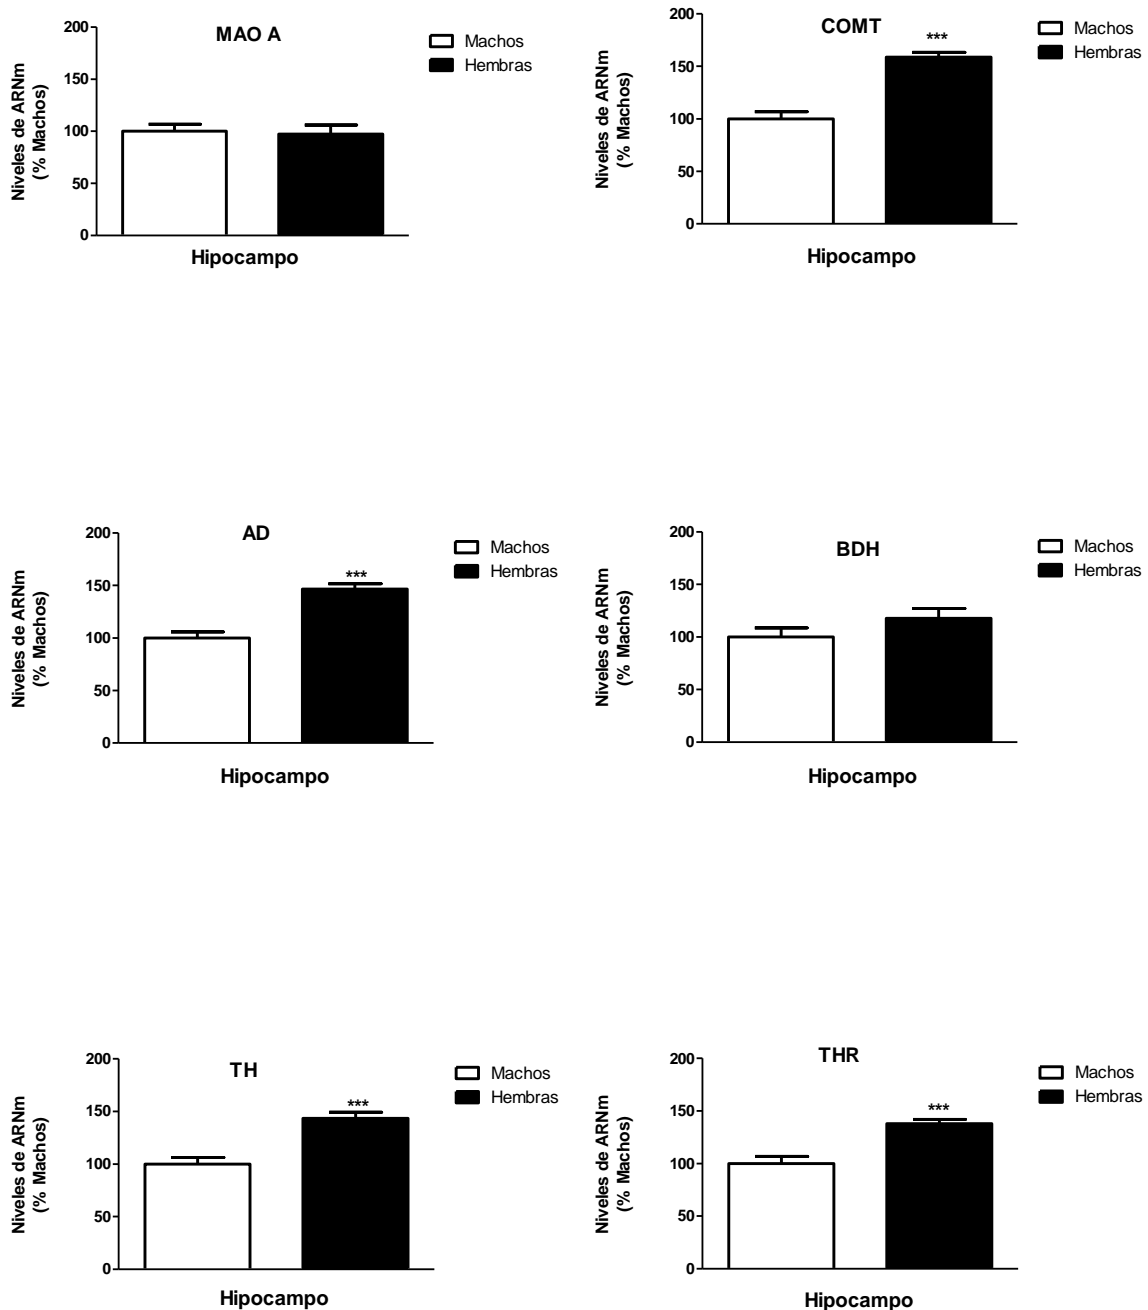 MAO A
Niveles de ARNm
(% Machos)
200
150
100
50
0
Hipocampo
Machos
Hembras
COMT
Niveles de ARNm
(% Machos)
200
150
100
50
0
***
Hipocampo
Machos
Hembras
AD
Niveles de ARNm
(% Machos)
200
150
100
50
0
***
Hipocampo
Machos
Hembras
BDH
Niveles de ARNm
(% Machos)
200
150
100
50
0
Hipocampo
Machos
Hembras
TH
Niveles de ARNm
(% Machos)
200
150
100
50
0
***
Hipocampo
Machos
Hembras
THR
Niveles de ARNm
(% Machos)
200
150
100
50
0
***
Hipocampo
Machos
Hembras